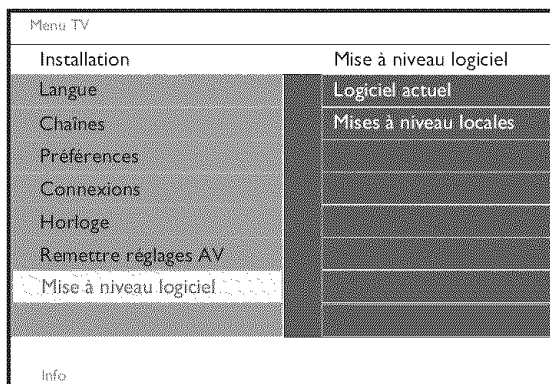 Menu TV
Installation
Langue
Chaînes
Préférences
Connexions
Horloge
Remettre réglages AV
Mise à niveau logiciel
Mise à niveau logiciel
Logiciel actuel
Mises à niveau locales
Info